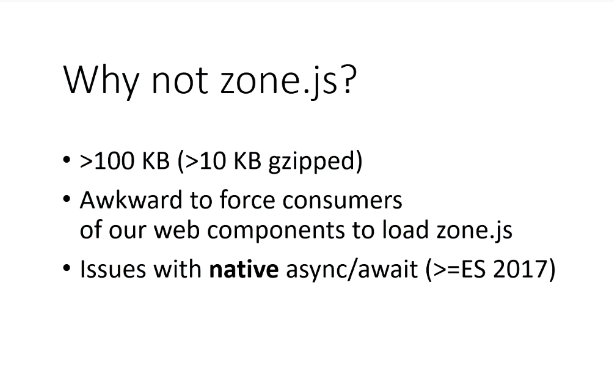 Why not zone.js?
• >100 KB (>10 KB gzipped)
• Awkward to force consumers
of our web components to load zone.js
• Issues with native async/await (>=ES 2017)